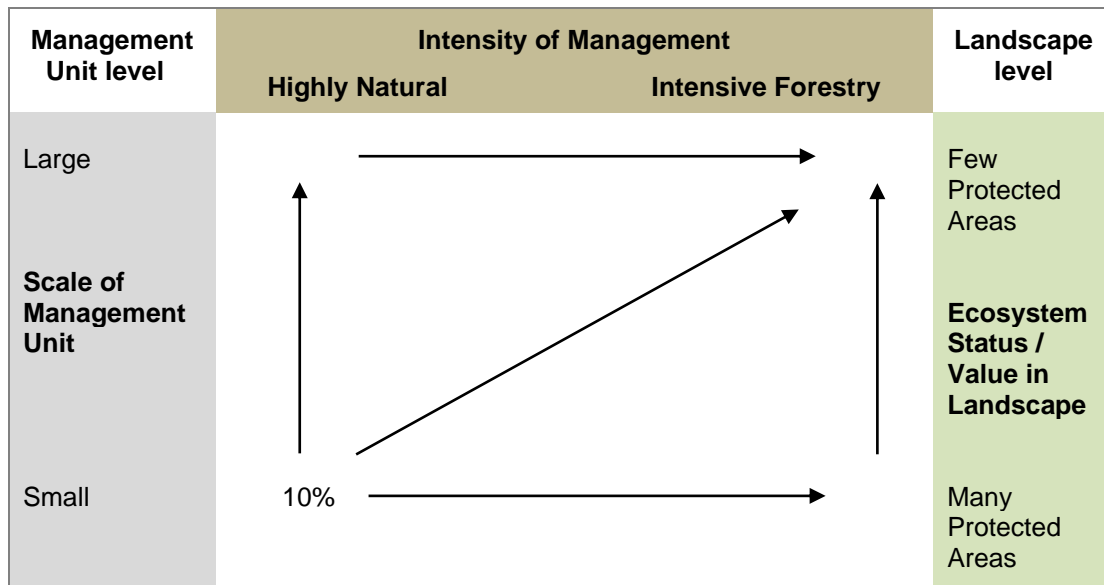 Management
Unit level
Intensity of Management
Highly Natural
Intensive Forestry
Landscape
level
Large
Few
Protected
Areas
Scale of
Management
Unit
Ecosystem
Status /
Value in
Landscape
Small
10%
Many
Protected
Areas